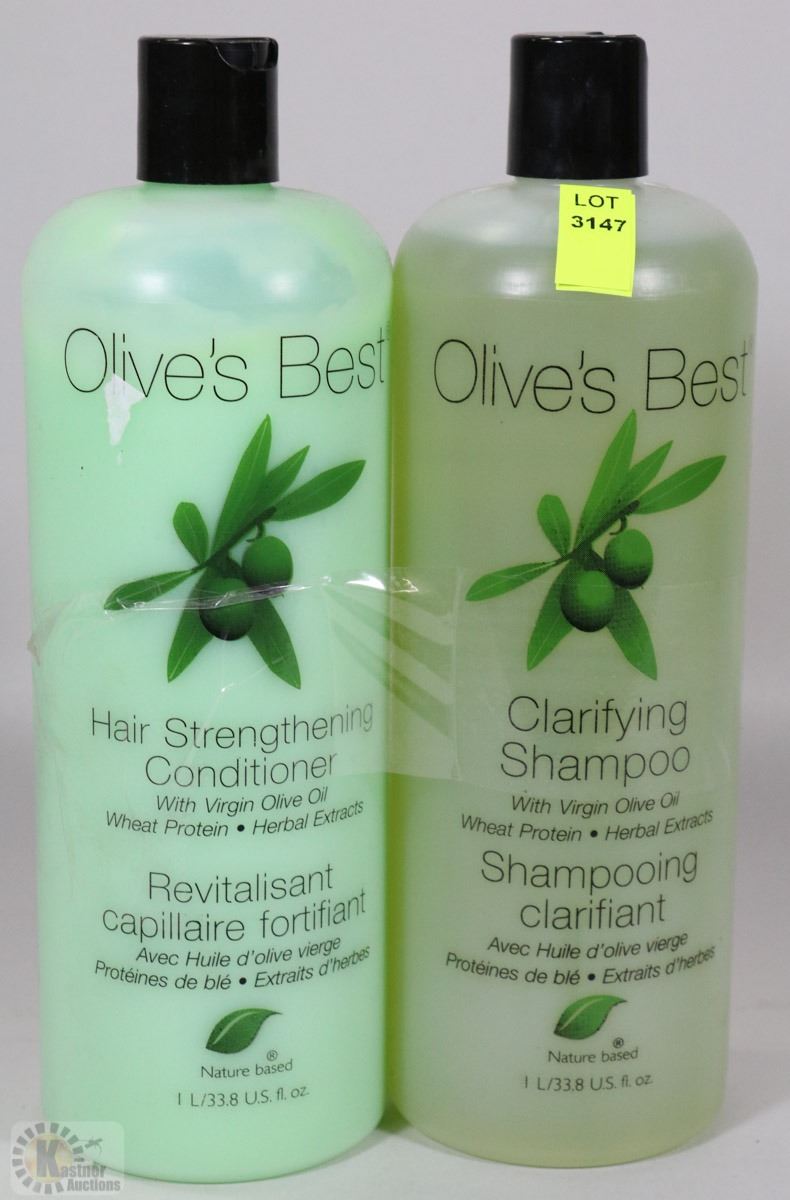 Olive's Best
Hair Strengthening
Conditioner
With Virgin Olive Oil
Wheat Protein • Herbal Extracts
Revitalisant
capillaire fortifiant
Avec Huile d'olive vierge
Protéines de blé • Extraits d'herbes
®
Nature based
1 L/33.8 U.S. fl. oz.
LOT
3147
Olive's Best
Clarifying
Shampoo
With Virgin Olive Oil
Wheat Protein • Herbal Extracts
Shampooing
clarifiant
Avec Huile d'olive vierge
Protéines de blé • Extraits d'herbes
®
Nature based
1 L/33.8 U.S. fl. oz.
Kastner
Auctions